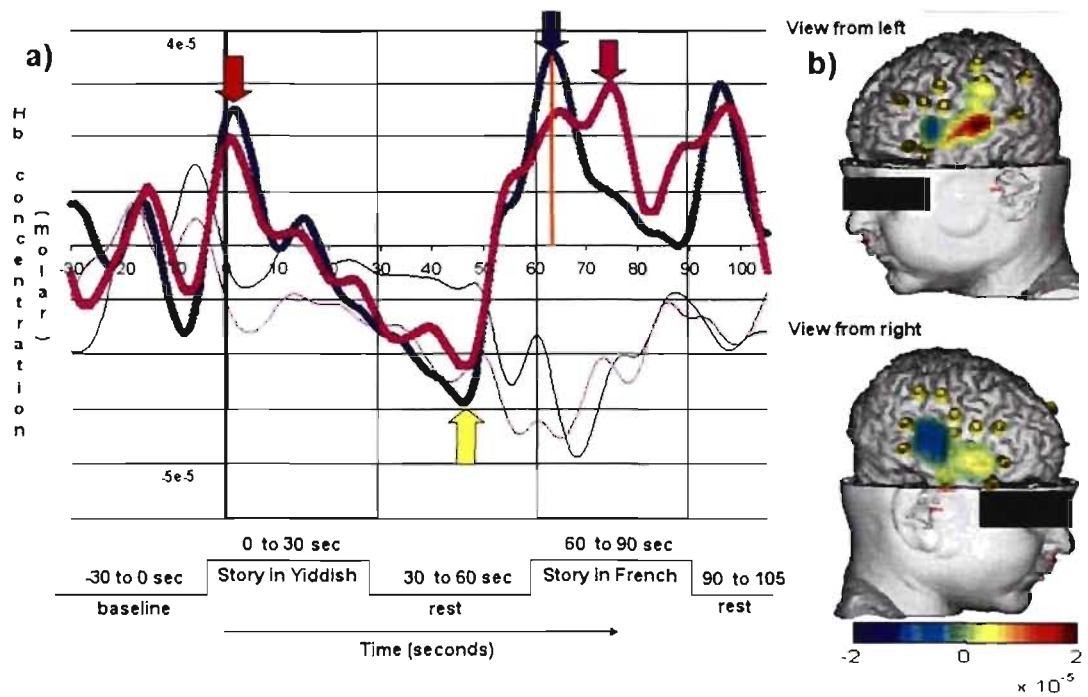 a)
4e-5
Hb concentration (molar)
-30 -20 -10 0 10 20 30 40 50 60 70 80 90 100
-5e-5
-30 to 0 sec
baseline
0 to 30 sec
Story in Yiddish
30 to 60 sec
rest
60 to 90 sec
Story in French
90 to 105
rest
Time (seconds)
b)
View from left
View from right
-2 0 2
x 10^-5